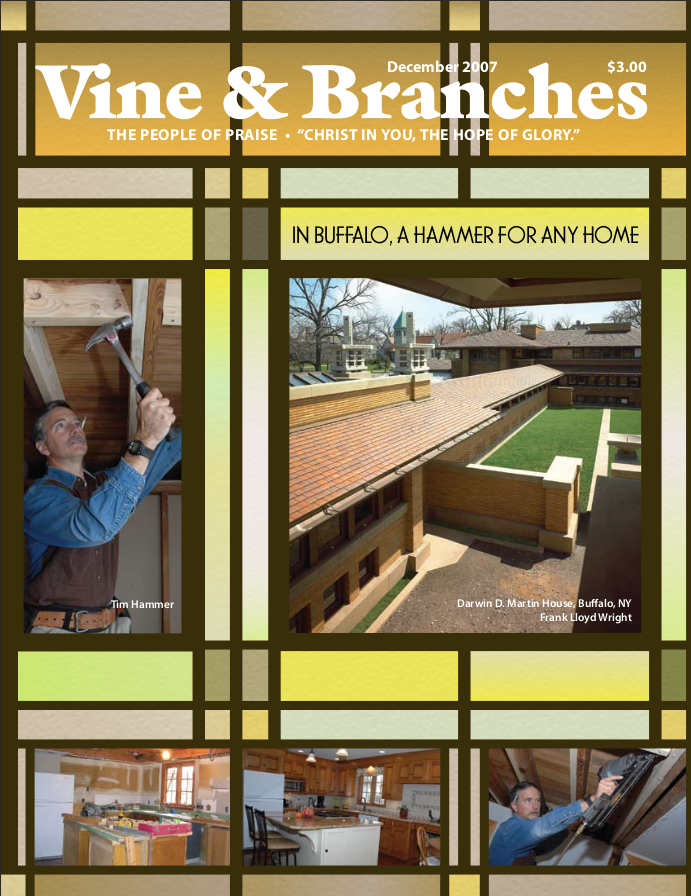 December 2007
$3.00
Vine & Branches
THE PEOPLE OF PRAISE • “CHRIST IN YOU, THE HOPE OF GLORY.”
IN BUFFALO, A HAMMER FOR ANY HOME
Tim Hammer
Darwin D. Martin House, Buffalo, NY
Frank Lloyd Wright